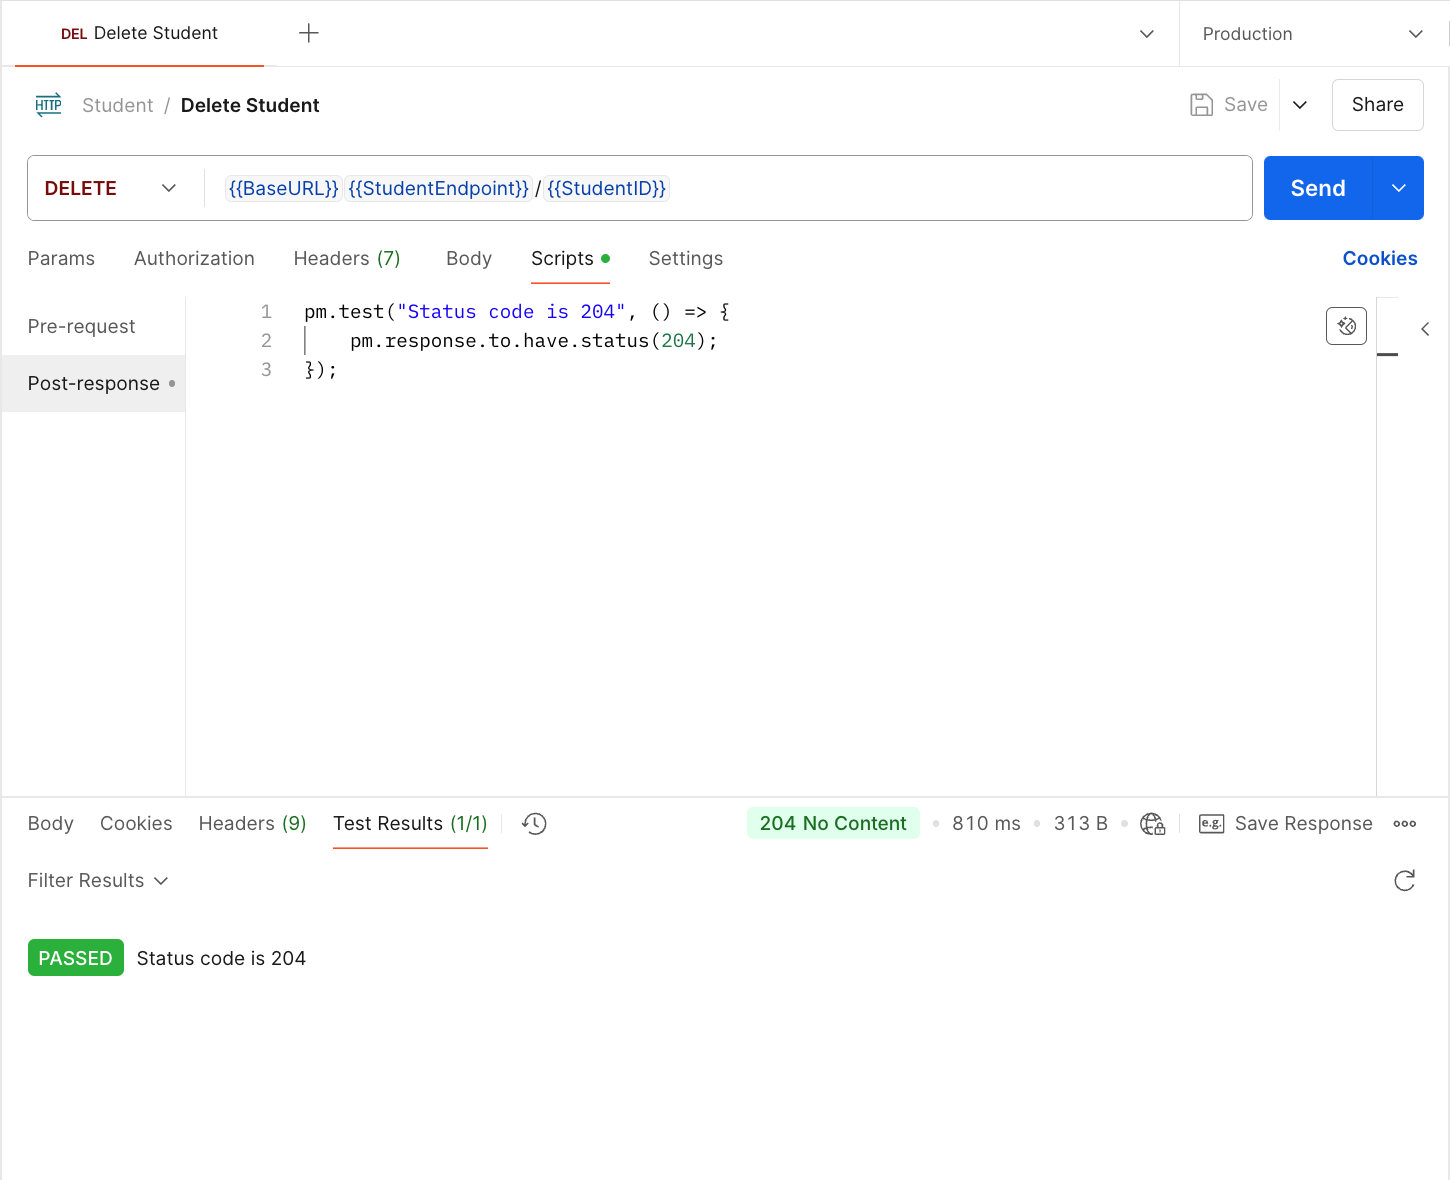 DEL Delete Student
Production
HTTP Student / Delete Student
Save
Share
DELETE
{{BaseURL}} {{StudentEndpoint}} / {{StudentID}}
Send
Params Authorization Headers (7) Body Scripts Settings
Cookies
Pre-request
Post-response
1 pm.test("Status code is 204", () => {
2 pm.response.to.have.status(204);
3 });
Body Cookies Headers (9) Test Results (1/1)
204 No Content 810 ms 313 B e.g. Save Response
Filter Results
PASSED Status code is 204